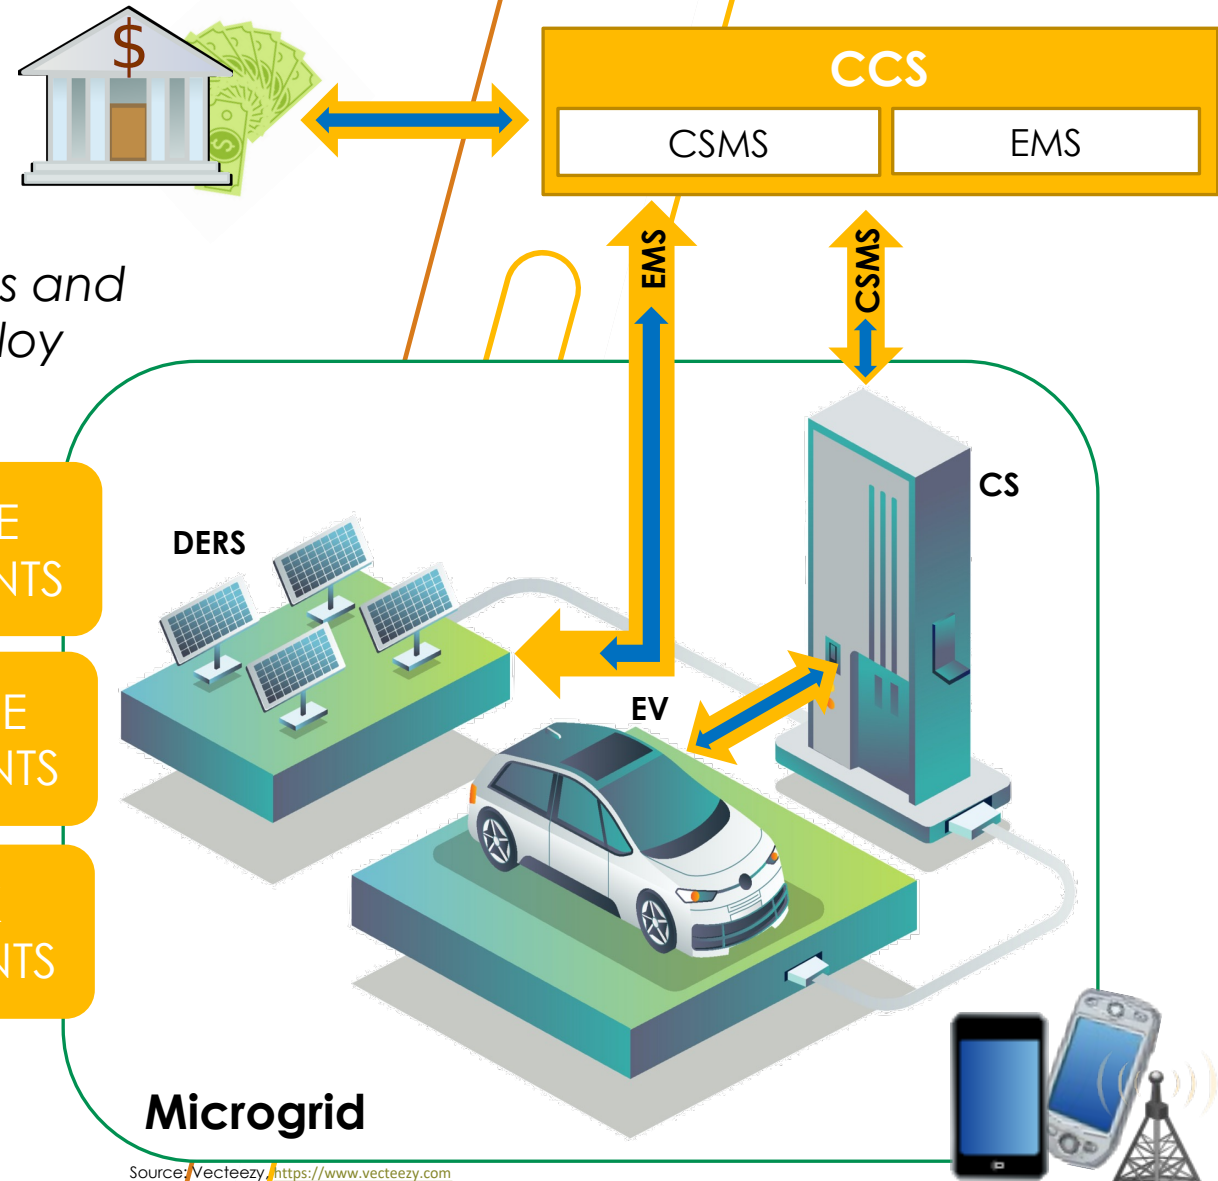 $
CCS
CSMS
EMS
EMS
CSMS
s and
loy
CS
E
NTS
DERS
E
NTS
EV
NTS
Microgrid
Source: Vecteezy, https://www.vecteezy.com